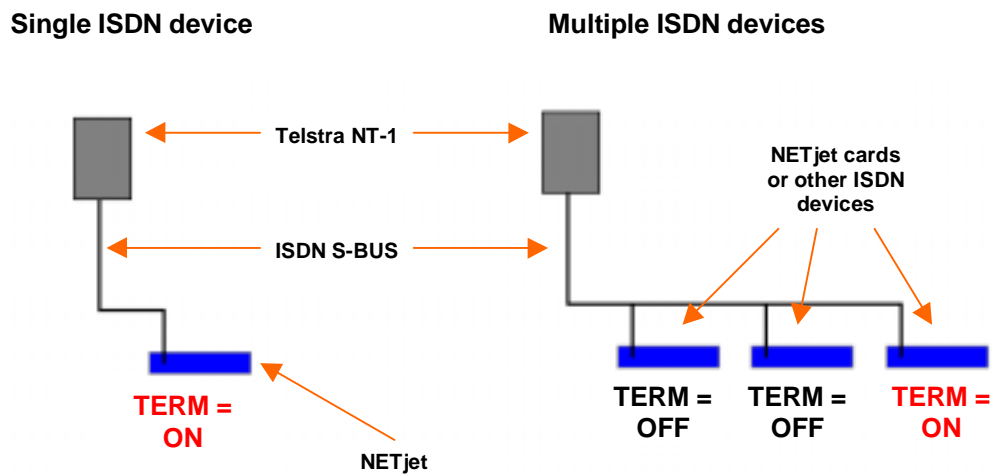 Single ISDN device
Multiple ISDN devices
Telstra NT-1
NETjet cards
or other ISDN
devices
ISDN S-BUS
TERM =
ON
TERM =
OFF
TERM =
OFF
TERM =
ON
NETjet